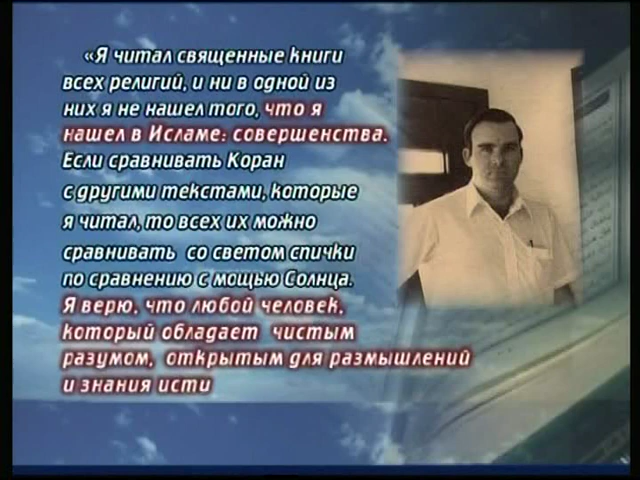 «Я читал священные книги
всех религий, и ни в одной из
них я не нашел того, что я
нашел в Исламе: совершенства.
Если сравнивать Коран
с другими текстами, которые
я читал, то всех их можно
сравнивать со светом спички
по сравнению с мощью Солнца.
Я верю, что любой человек,
который обладает чистым
разумом, открытым для размышлений
и знания исти